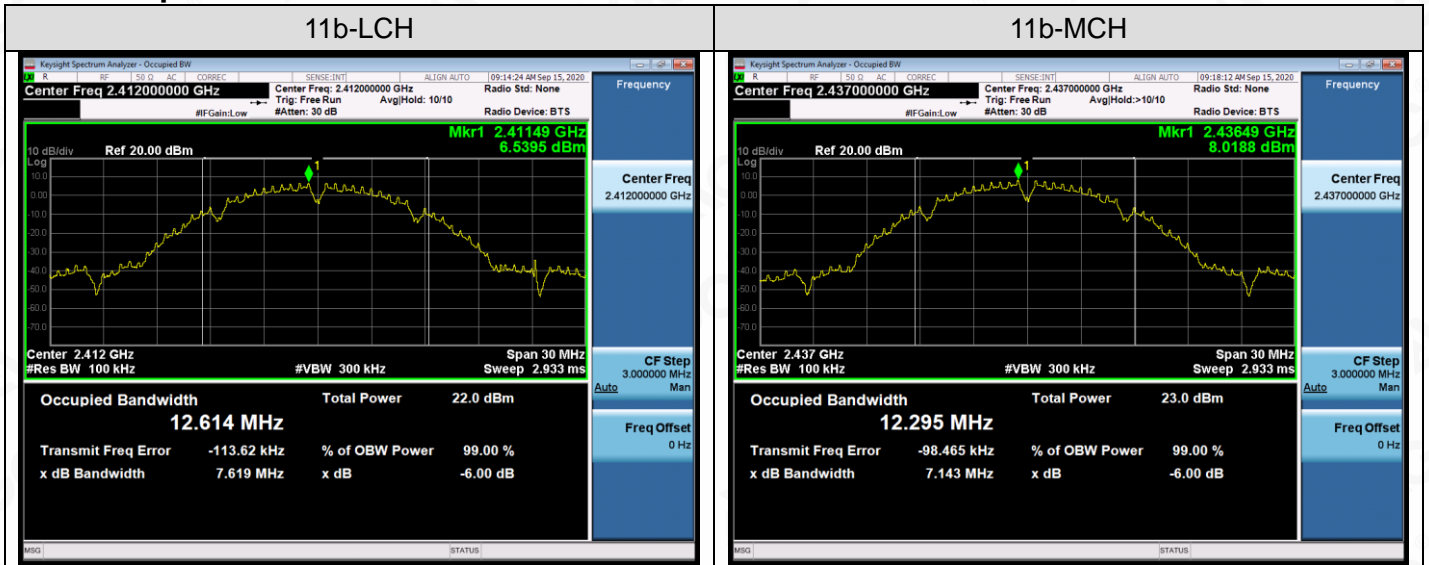 11b-LCH
Keysight Spectrum Analyzer - Occupied BW
R RF 50 Ω AC CORREC SENSE:INT ALIGN AUTO 09:14:24 AM Sep 15, 2020
Center Freq 2.412000000 GHz
Center Freq: 2.412000000 GHz
Radio Std: None
Trig: Free Run Avg|Hold: 10/10
#IFGain:Low #Atten: 30 dB Radio Device: BTS
Mkr1 2.41149 GHz
6.5395 dBm
10 dB/div Ref 20.00 dBm
Log
10.0
0.00
-10.0
-20.0
-30.0
-40.0
-50.0
-60.0
-70.0
1
Center 2.412 GHz Span 30 MHz
#Res BW 100 kHz #VBW 300 kHz Sweep 2.933 ms
Occupied Bandwidth Total Power 22.0 dBm
12.614 MHz
Transmit Freq Error -113.62 kHz % of OBW Power 99.00 %
x dB Bandwidth 7.619 MHz x dB -6.00 dB
MSG STATUS
Frequency
Center Freq
2.412000000 GHz
CF Step
3.000000 MHz
Auto Man
Freq Offset
0 Hz
11b-MCH
Keysight Spectrum Analyzer - Occupied BW
R RF 50 Ω AC CORREC SENSE:INT ALIGN AUTO 09:18:12 AM Sep 15, 2020
Center Freq 2.437000000 GHz
Center Freq: 2.437000000 GHz
Radio Std: None
Trig: Free Run Avg|Hold:>10/10
#IFGain:Low #Atten: 30 dB Radio Device: BTS
Mkr1 2.43649 GHz
8.0188 dBm
10 dB/div Ref 20.00 dBm
Log
10.0
0.00
-10.0
-20.0
-30.0
-40.0
-50.0
-60.0
-70.0
1
Center 2.437 GHz Span 30 MHz
#Res BW 100 kHz #VBW 300 kHz Sweep 2.933 ms
Occupied Bandwidth Total Power 23.0 dBm
12.295 MHz
Transmit Freq Error -98.465 kHz % of OBW Power 99.00 %
x dB Bandwidth 7.143 MHz x dB -6.00 dB
MSG STATUS
Frequency
Center Freq
2.437000000 GHz
CF Step
3.000000 MHz
Auto Man
Freq Offset
0 Hz